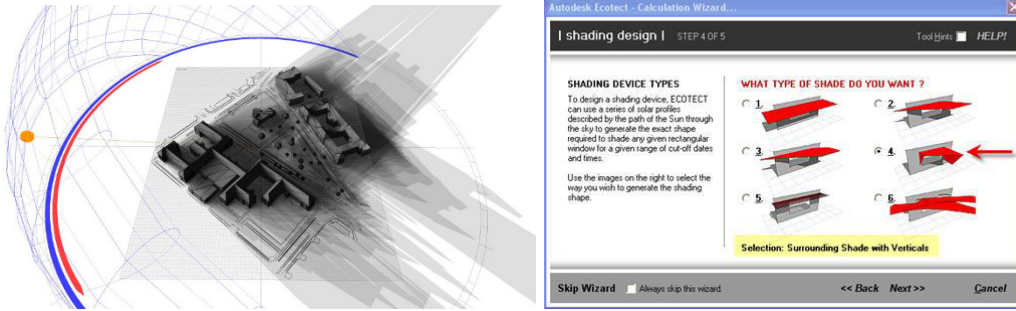 Autodesk Ecotect - Calculation Wizard...
| shading design | STEP 4 OF 5
Tool Hints HELP!
SHADING DEVICE TYPES
To design a shading device, ECOTECT
can use a series of solar profiles
described by the path of the Sun through
the sky to generate the exact shape
required to shade any given rectangular
window for a given range of cut-off dates
and times.
Use the images on the right to select the
way you wish to generate the shading
shape.
WHAT TYPE OF SHADE DO YOU WANT ?
1. 2.
3. 4.
5. 6.
Selection: Surrounding Shade with Verticals
Skip Wizard Always skip this wizard. << Back Next >> Cancel